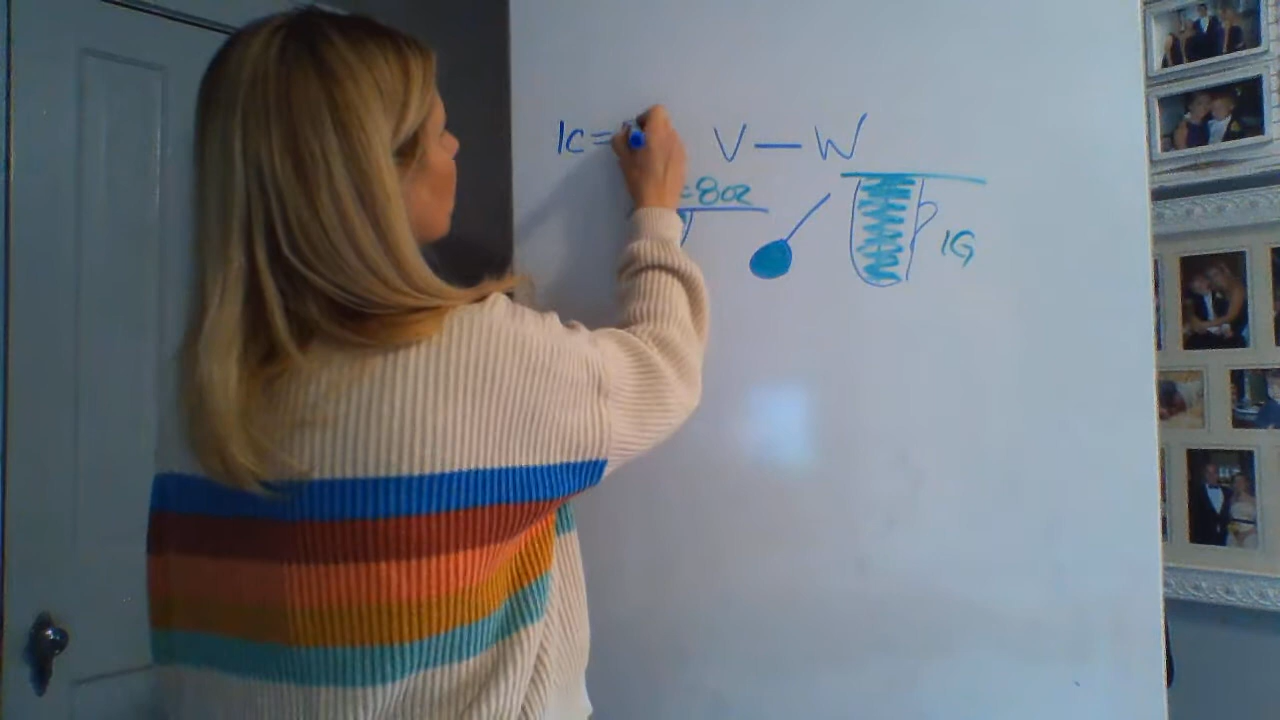 1C= V — W
=8oz
1G